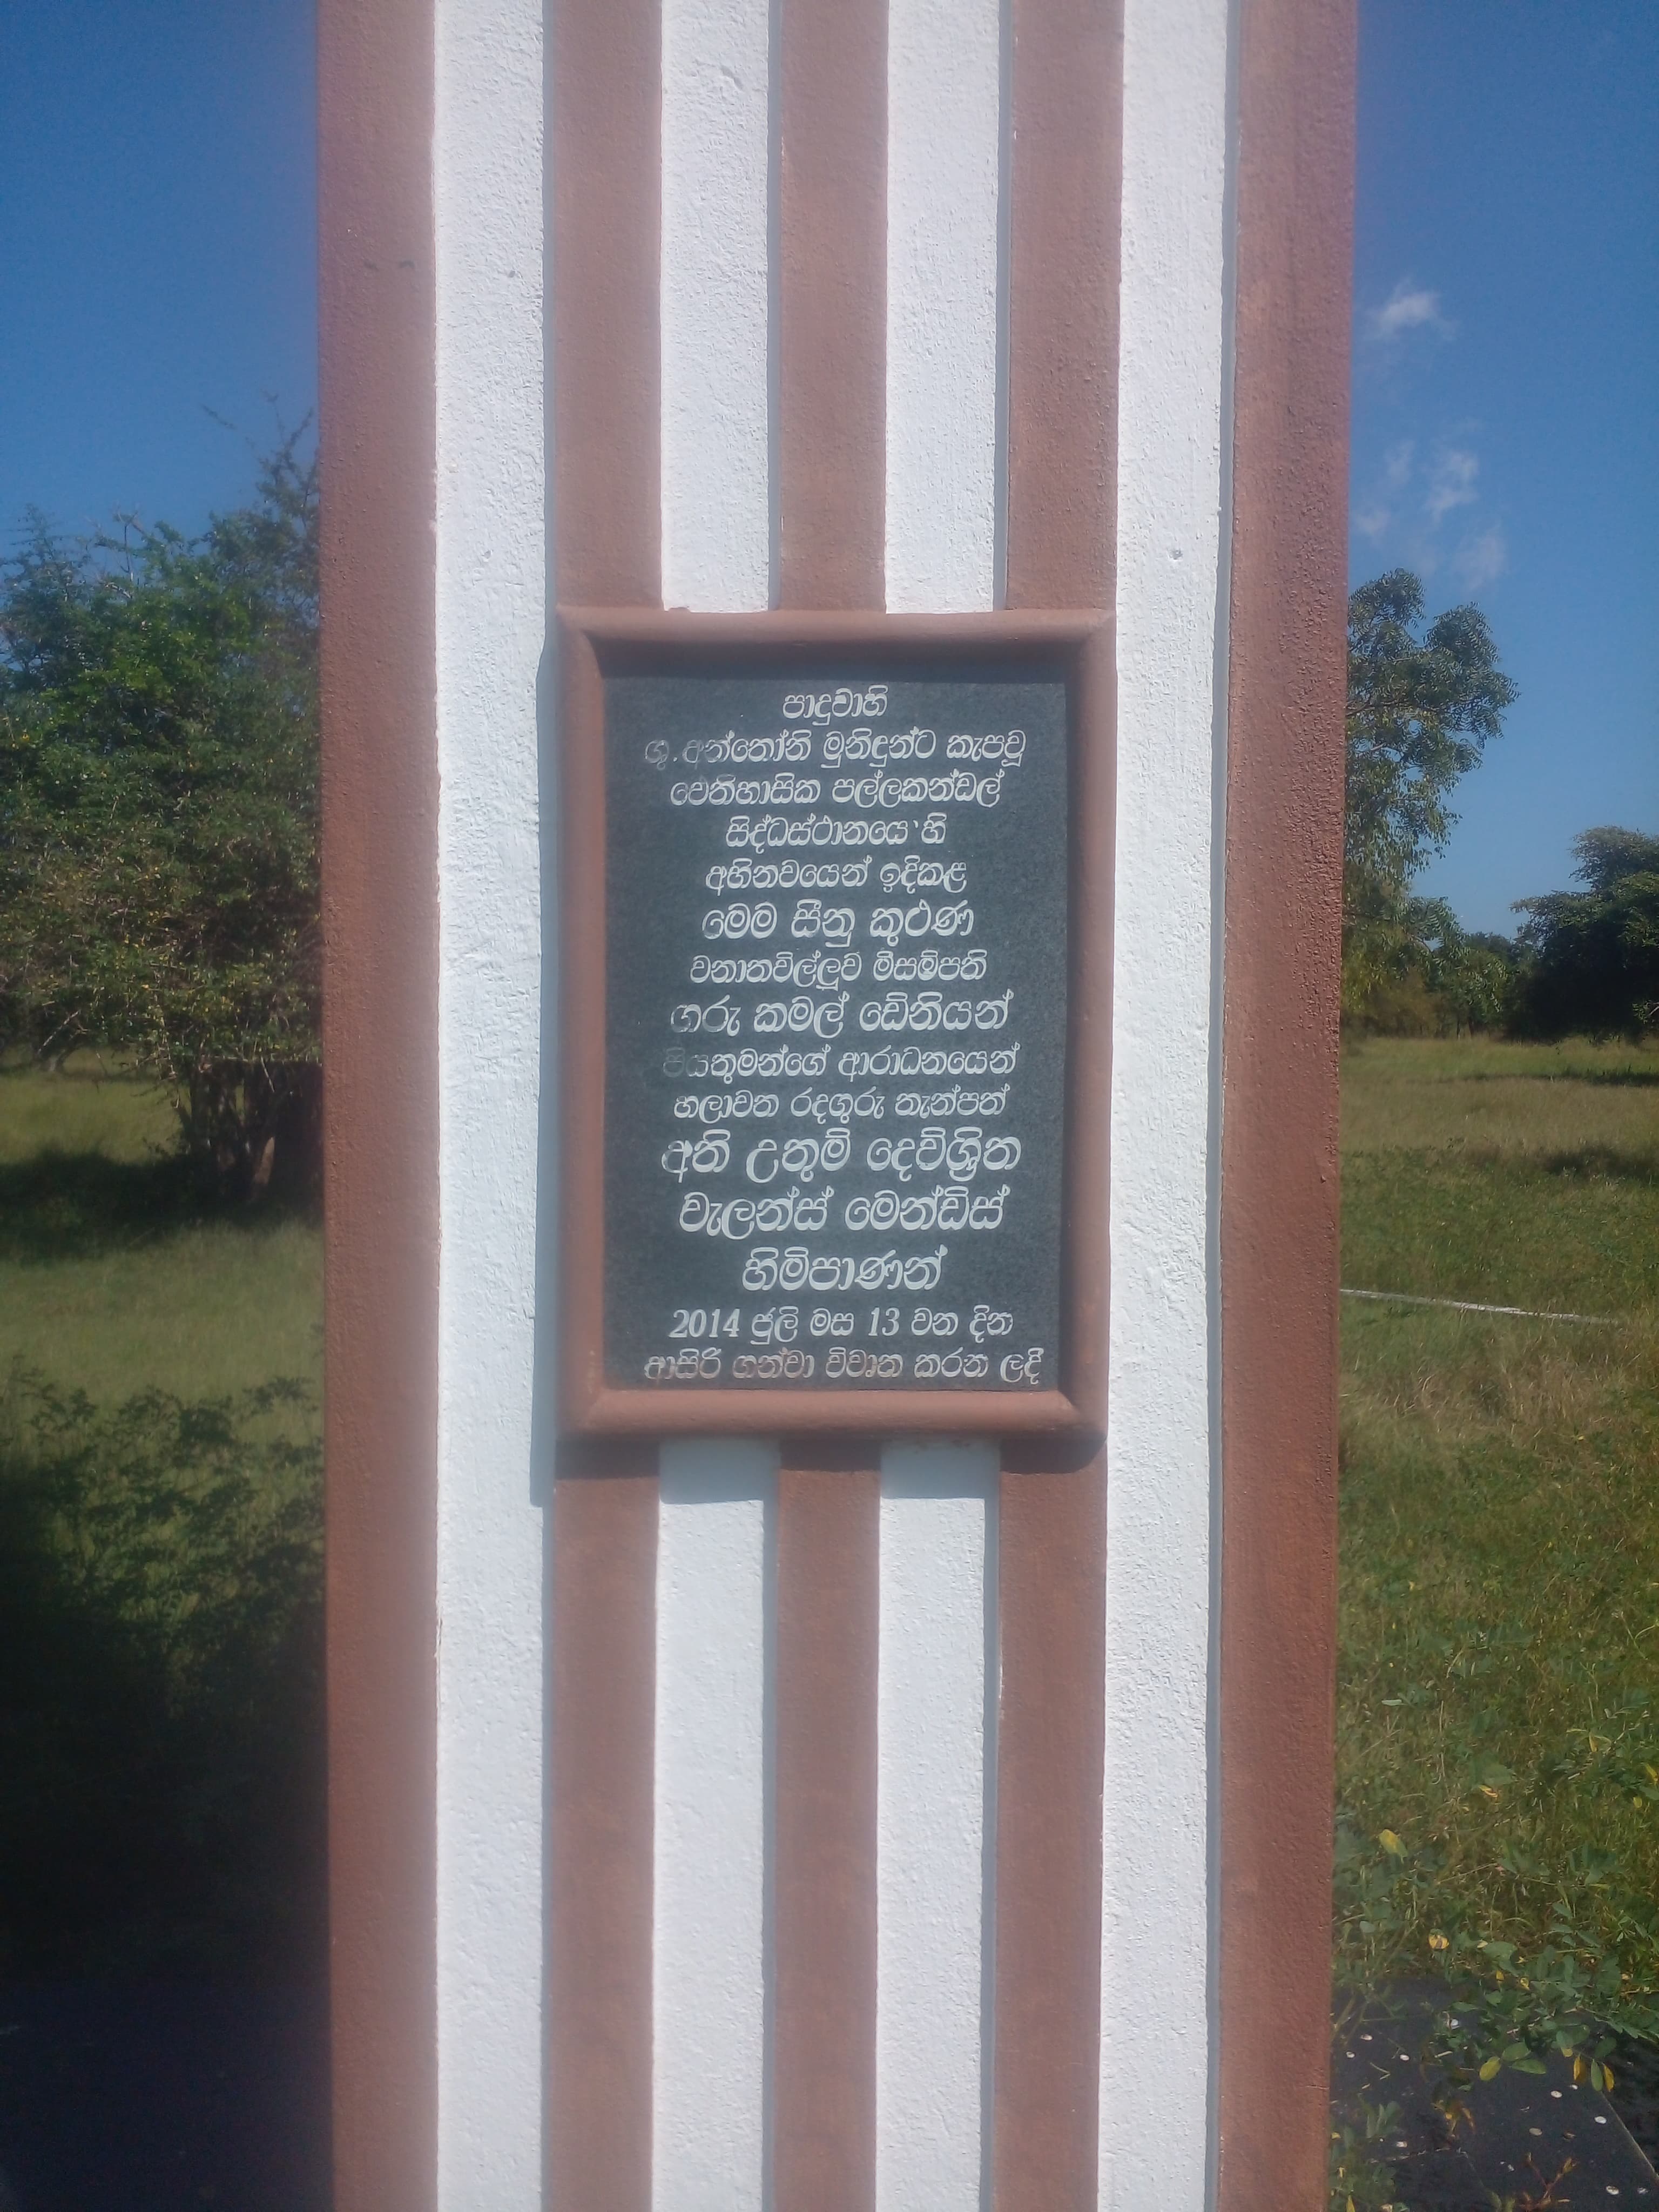 පාදුවාහි
ශු.අන්තෝනි මුනිඳුන්ට කැපවූ
ඓතිහාසික පල්ලකන්ඩල්
සිද්ධස්ථානයෙ'හි
අභිනවයෙන් ඉදිකළ
මෙම සීනු කුථණ
වනාතවිල්ලූව මීසම්පති
ගරු කමල් ඩේනියන්
පියතුමන්ගේ ආරාධනයෙන්
හලාවත රදගුරු තැන්පත්
අති උතුම් දෙවිශ්‍රිත
වැලන්ස් මෙන්ඩිස්
හිමිපාණන්
2014 ජුලි මස 13 වන දින
ආසිරි ගන්වා විවෘත කරන ලදී